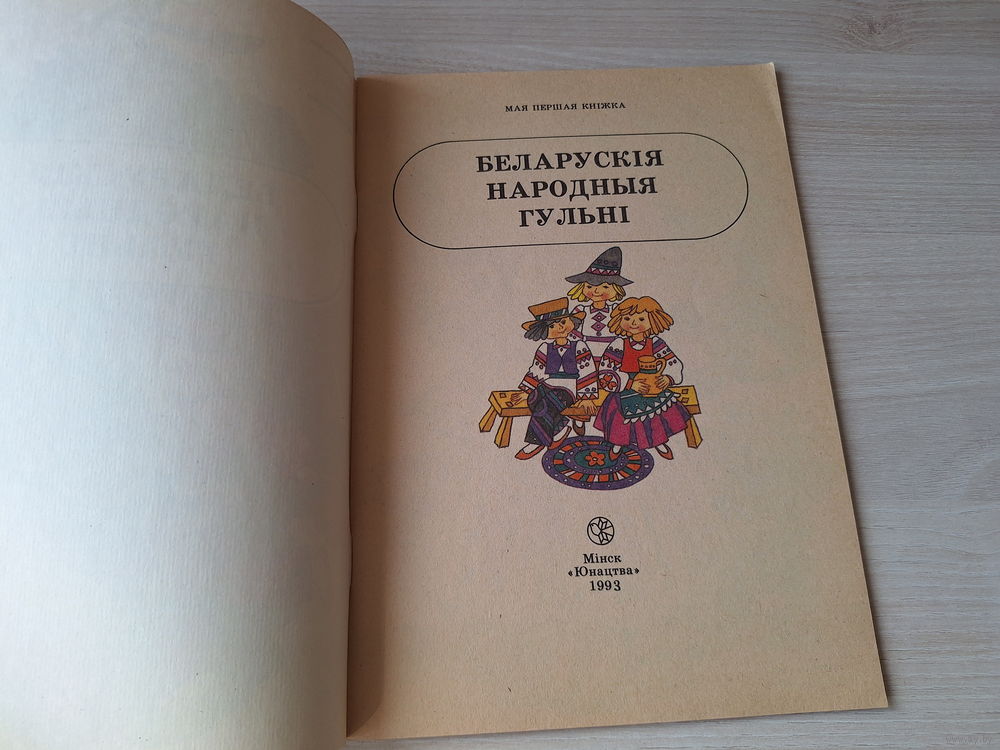 МАЯ ПЕРШАЯ КНІЖКА
БЕЛАРУСКІЯ
НАРОДНЫЯ
ГУЛЬНІ
Мінск
«Юнацтва»
1993